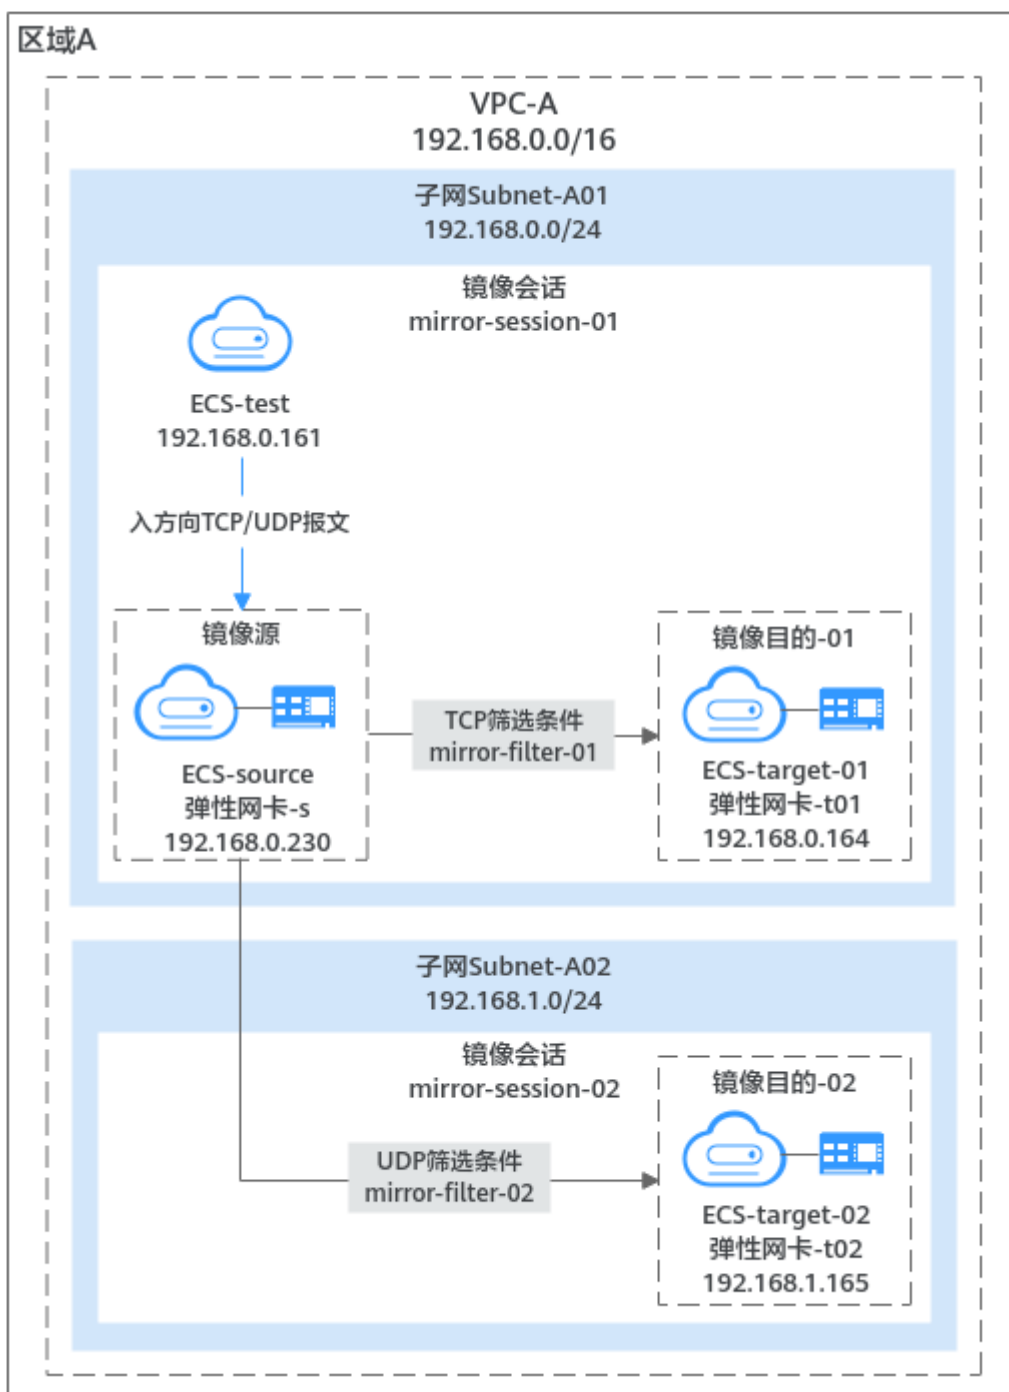 区域A
VPC-A
192.168.0.0/16
子网Subnet-A01
192.168.0.0/24
镜像会话
mirror-session-01
ECS-test
192.168.0.161
入方向TCP/UDP报文
镜像源
ECS-source
弹性网卡-s
192.168.0.230
TCP筛选条件
mirror-filter-01
镜像目的-01
ECS-target-01
弹性网卡-t01
192.168.0.164
子网Subnet-A02
192.168.1.0/24
镜像会话
mirror-session-02
UDP筛选条件
mirror-filter-02
镜像目的-02
ECS-target-02
弹性网卡-t02
192.168.1.165